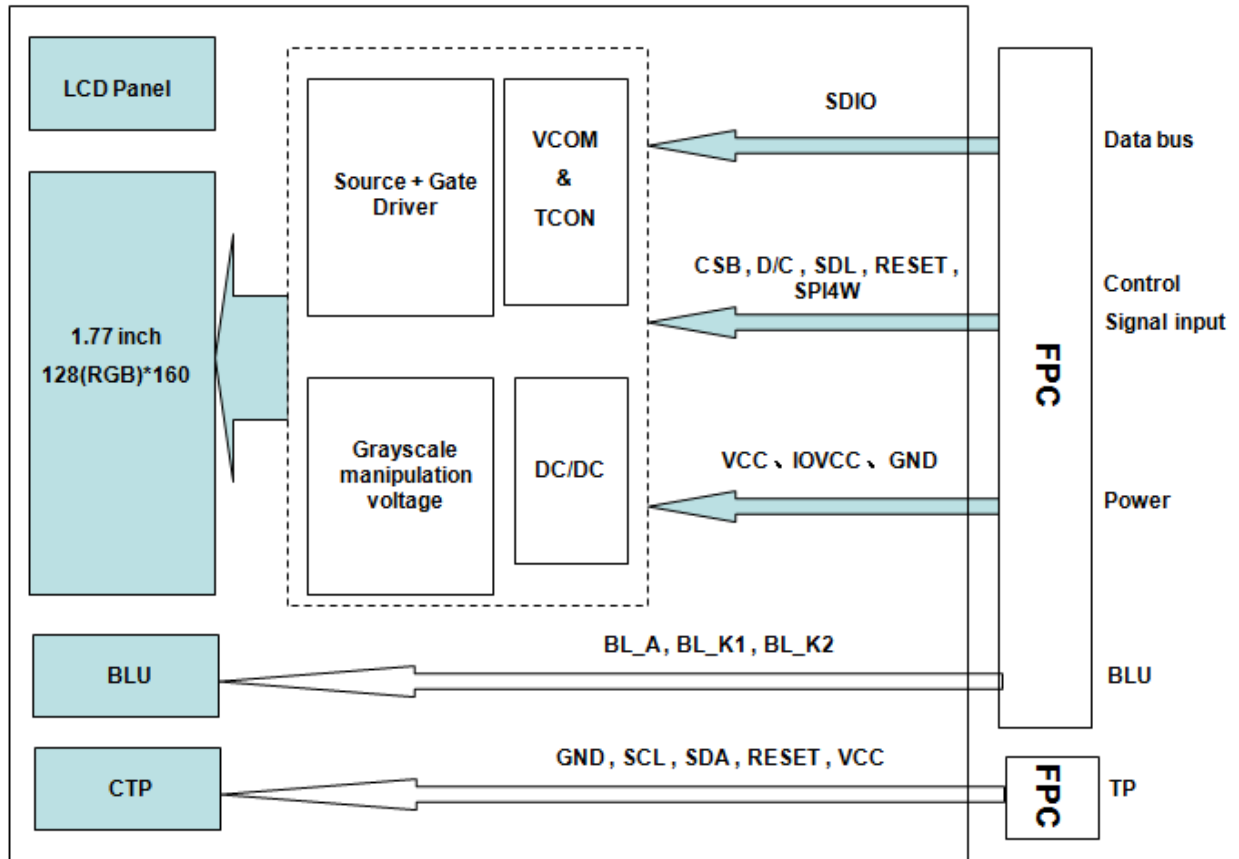 LCD Panel
1.77 inch
128(RGB)*160
Source + Gate
Driver
VCOM
&
TCON
Grayscale
manipulation
voltage
DC/DC
SDIO
CSB , D/C , SDL , RESET ,
SPI4W
VCC、IOVCC、GND
FPC
Data bus
Control
Signal input
Power
BLU
BL_A , BL_K1 , BL_K2
BLU
CTP
GND , SCL , SDA , RESET , VCC
FPC
TP